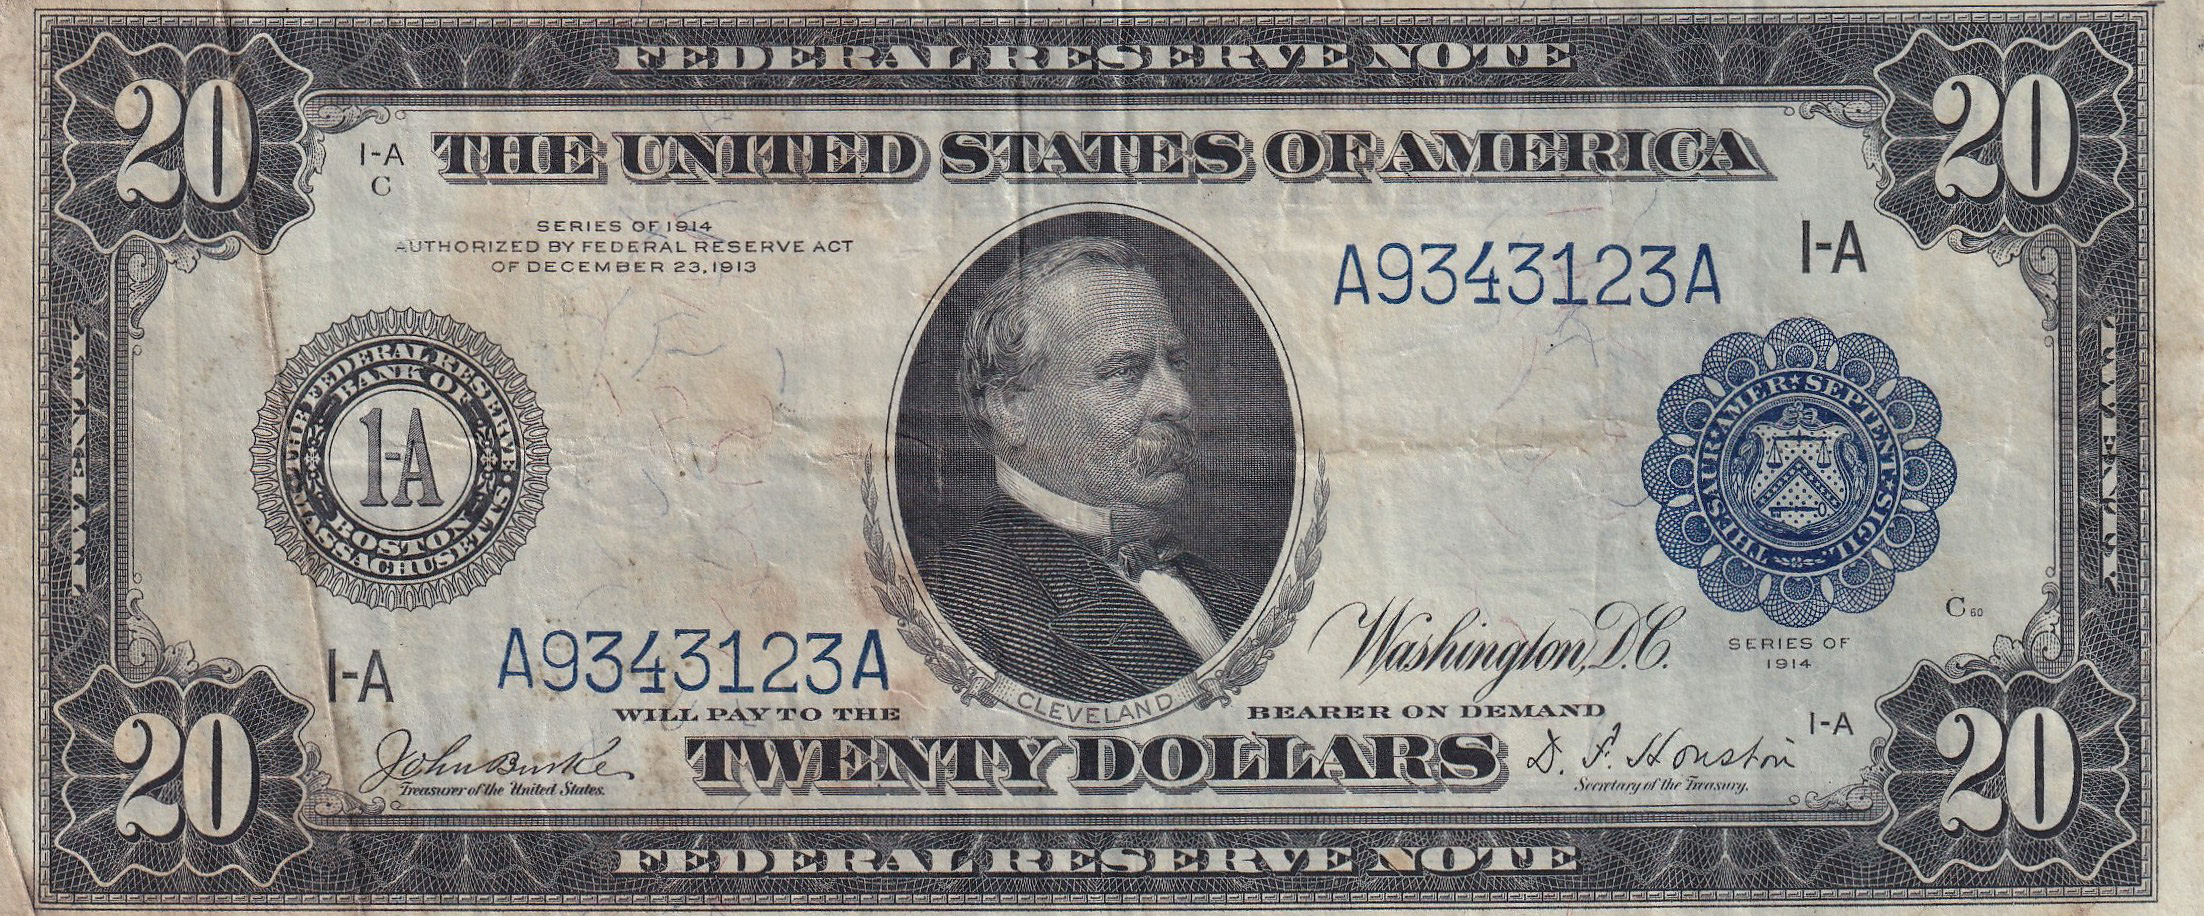 FEDERAL RESERVE NOTE
20
20
I-A
C
THE UNITED STATES OF AMERICA
SERIES OF 1914
AUTHORIZED BY FEDERAL RESERVE ACT
OF DECEMBER 23, 1913
A9343123A
I-A
THE FEDERAL RESERVE
BANK OF
1-A
BOSTON
MASSACHUSETTS
TWENTY
TWENTY
THESAUR. AMER. SEPTENT. SIGIL.
C60
SERIES OF
1914
Washington, D.C.
I-A
A9343123A
CLEVELAND
WILL PAY TO THE
BEARER ON DEMAND
I-A
John Burke
Treasurer of the United States.
TWENTY DOLLARS
D. F. Houston
Secretary of the Treasury.
20
20
FEDERAL RESERVE NOTE